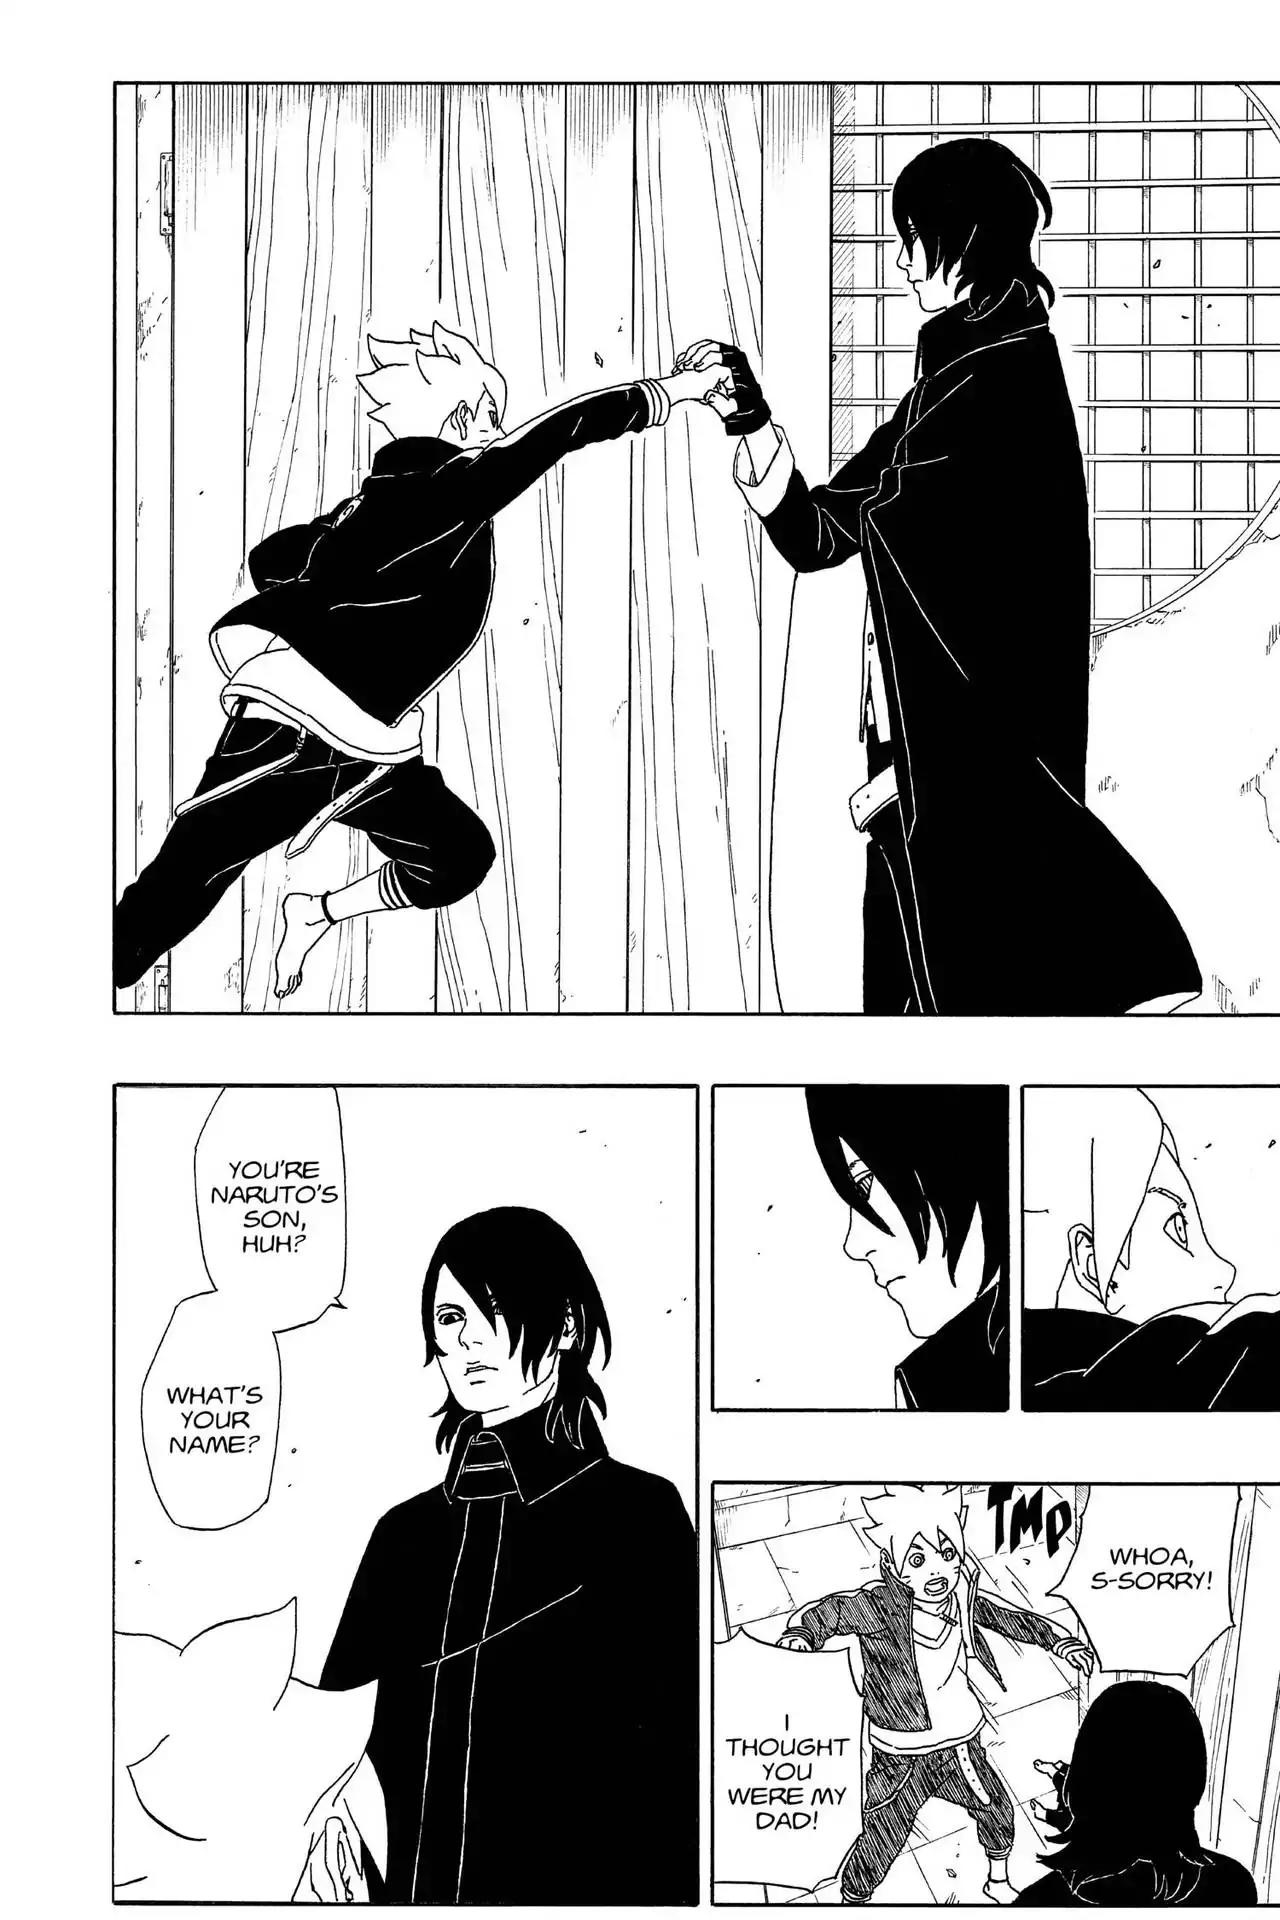 TMP
WHOA,
S-SORRY!
I
THOUGHT
YOU
WERE MY
DAD!
YOU'RE
NARUTO'S
SON,
HUH?
WHAT'S
YOUR
NAME?